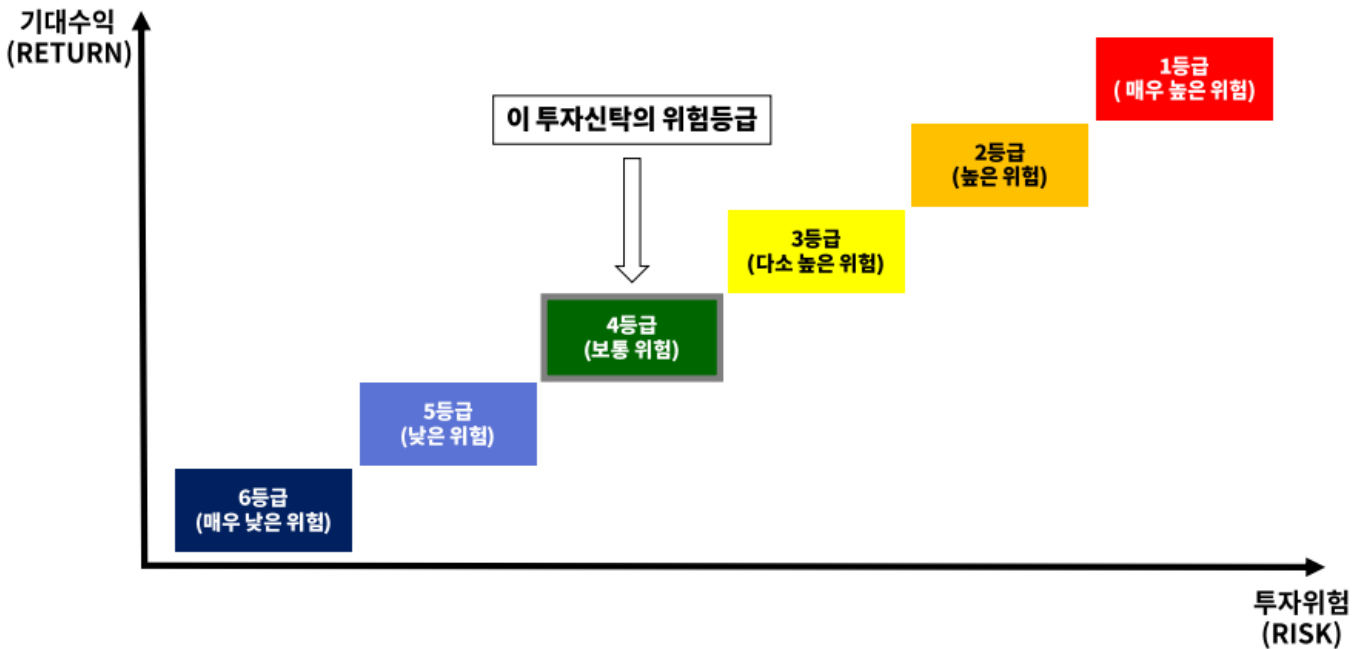 기대수익
(RETURN)
1등급
( 매우 높은 위험)
이 투자신탁의 위험등급
2등급
(높은 위험)
3등급
(다소 높은 위험)
4등급
(보통 위험)
5등급
(낮은 위험)
6등급
(매우 낮은 위험)
투자위험
(RISK)